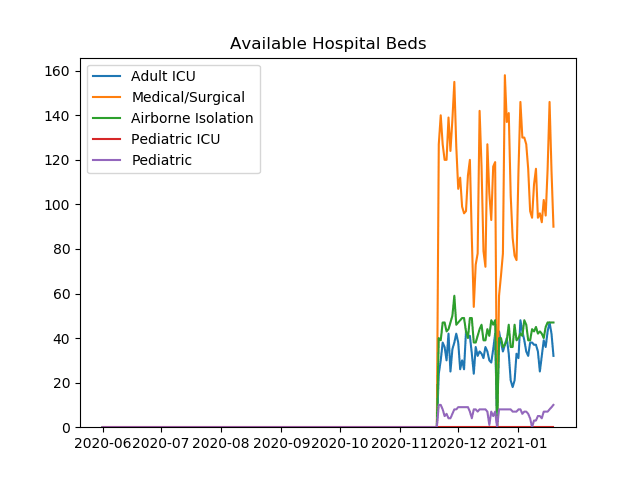 Available Hospital Beds
160
140
120
100
80
60
40
20
0
Adult ICU
Medical/Surgical
Airborne Isolation
Pediatric ICU
Pediatric
2020-06 2020-07 2020-08 2020-09 2020-10 2020-11 2020-12 2021-01